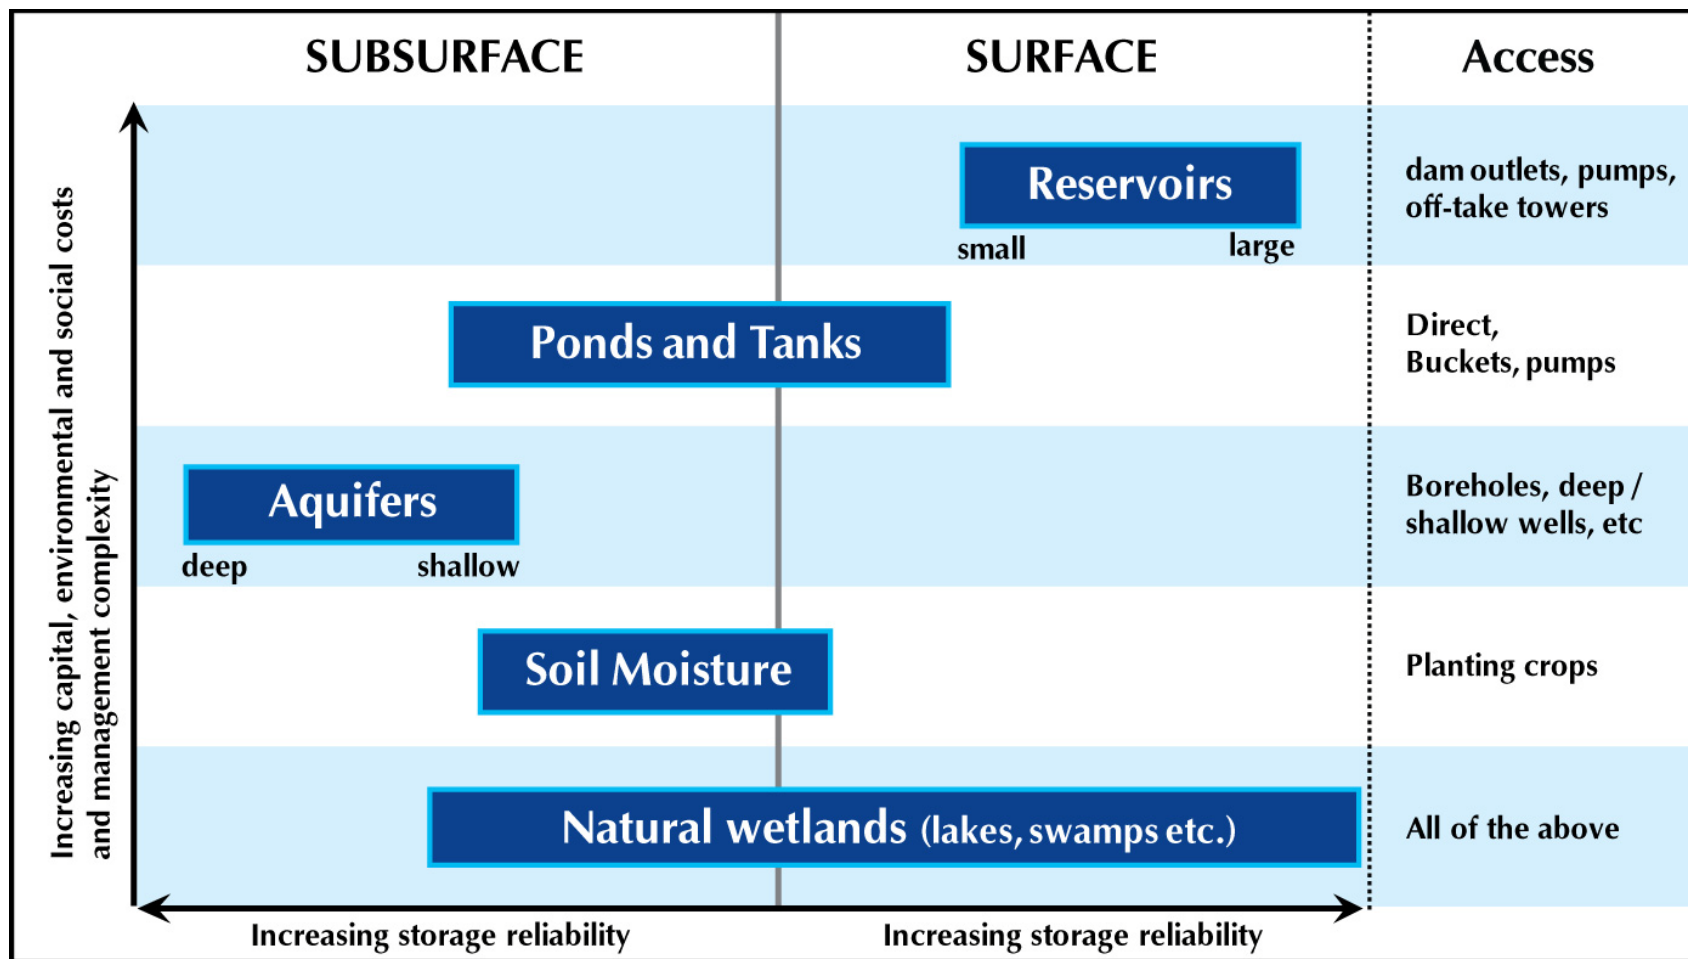 SUBSURFACE
SURFACE
Access
Increasing capital, environmental and social costs
and management complexity
Reservoirs
small
large
dam outlets, pumps,
off-take towers
Ponds and Tanks
Direct,
Buckets, pumps
Aquifers
deep
shallow
Boreholes, deep /
shallow wells, etc
Soil Moisture
Planting crops
Natural wetlands (lakes, swamps etc.)
All of the above
Increasing storage reliability
Increasing storage reliability